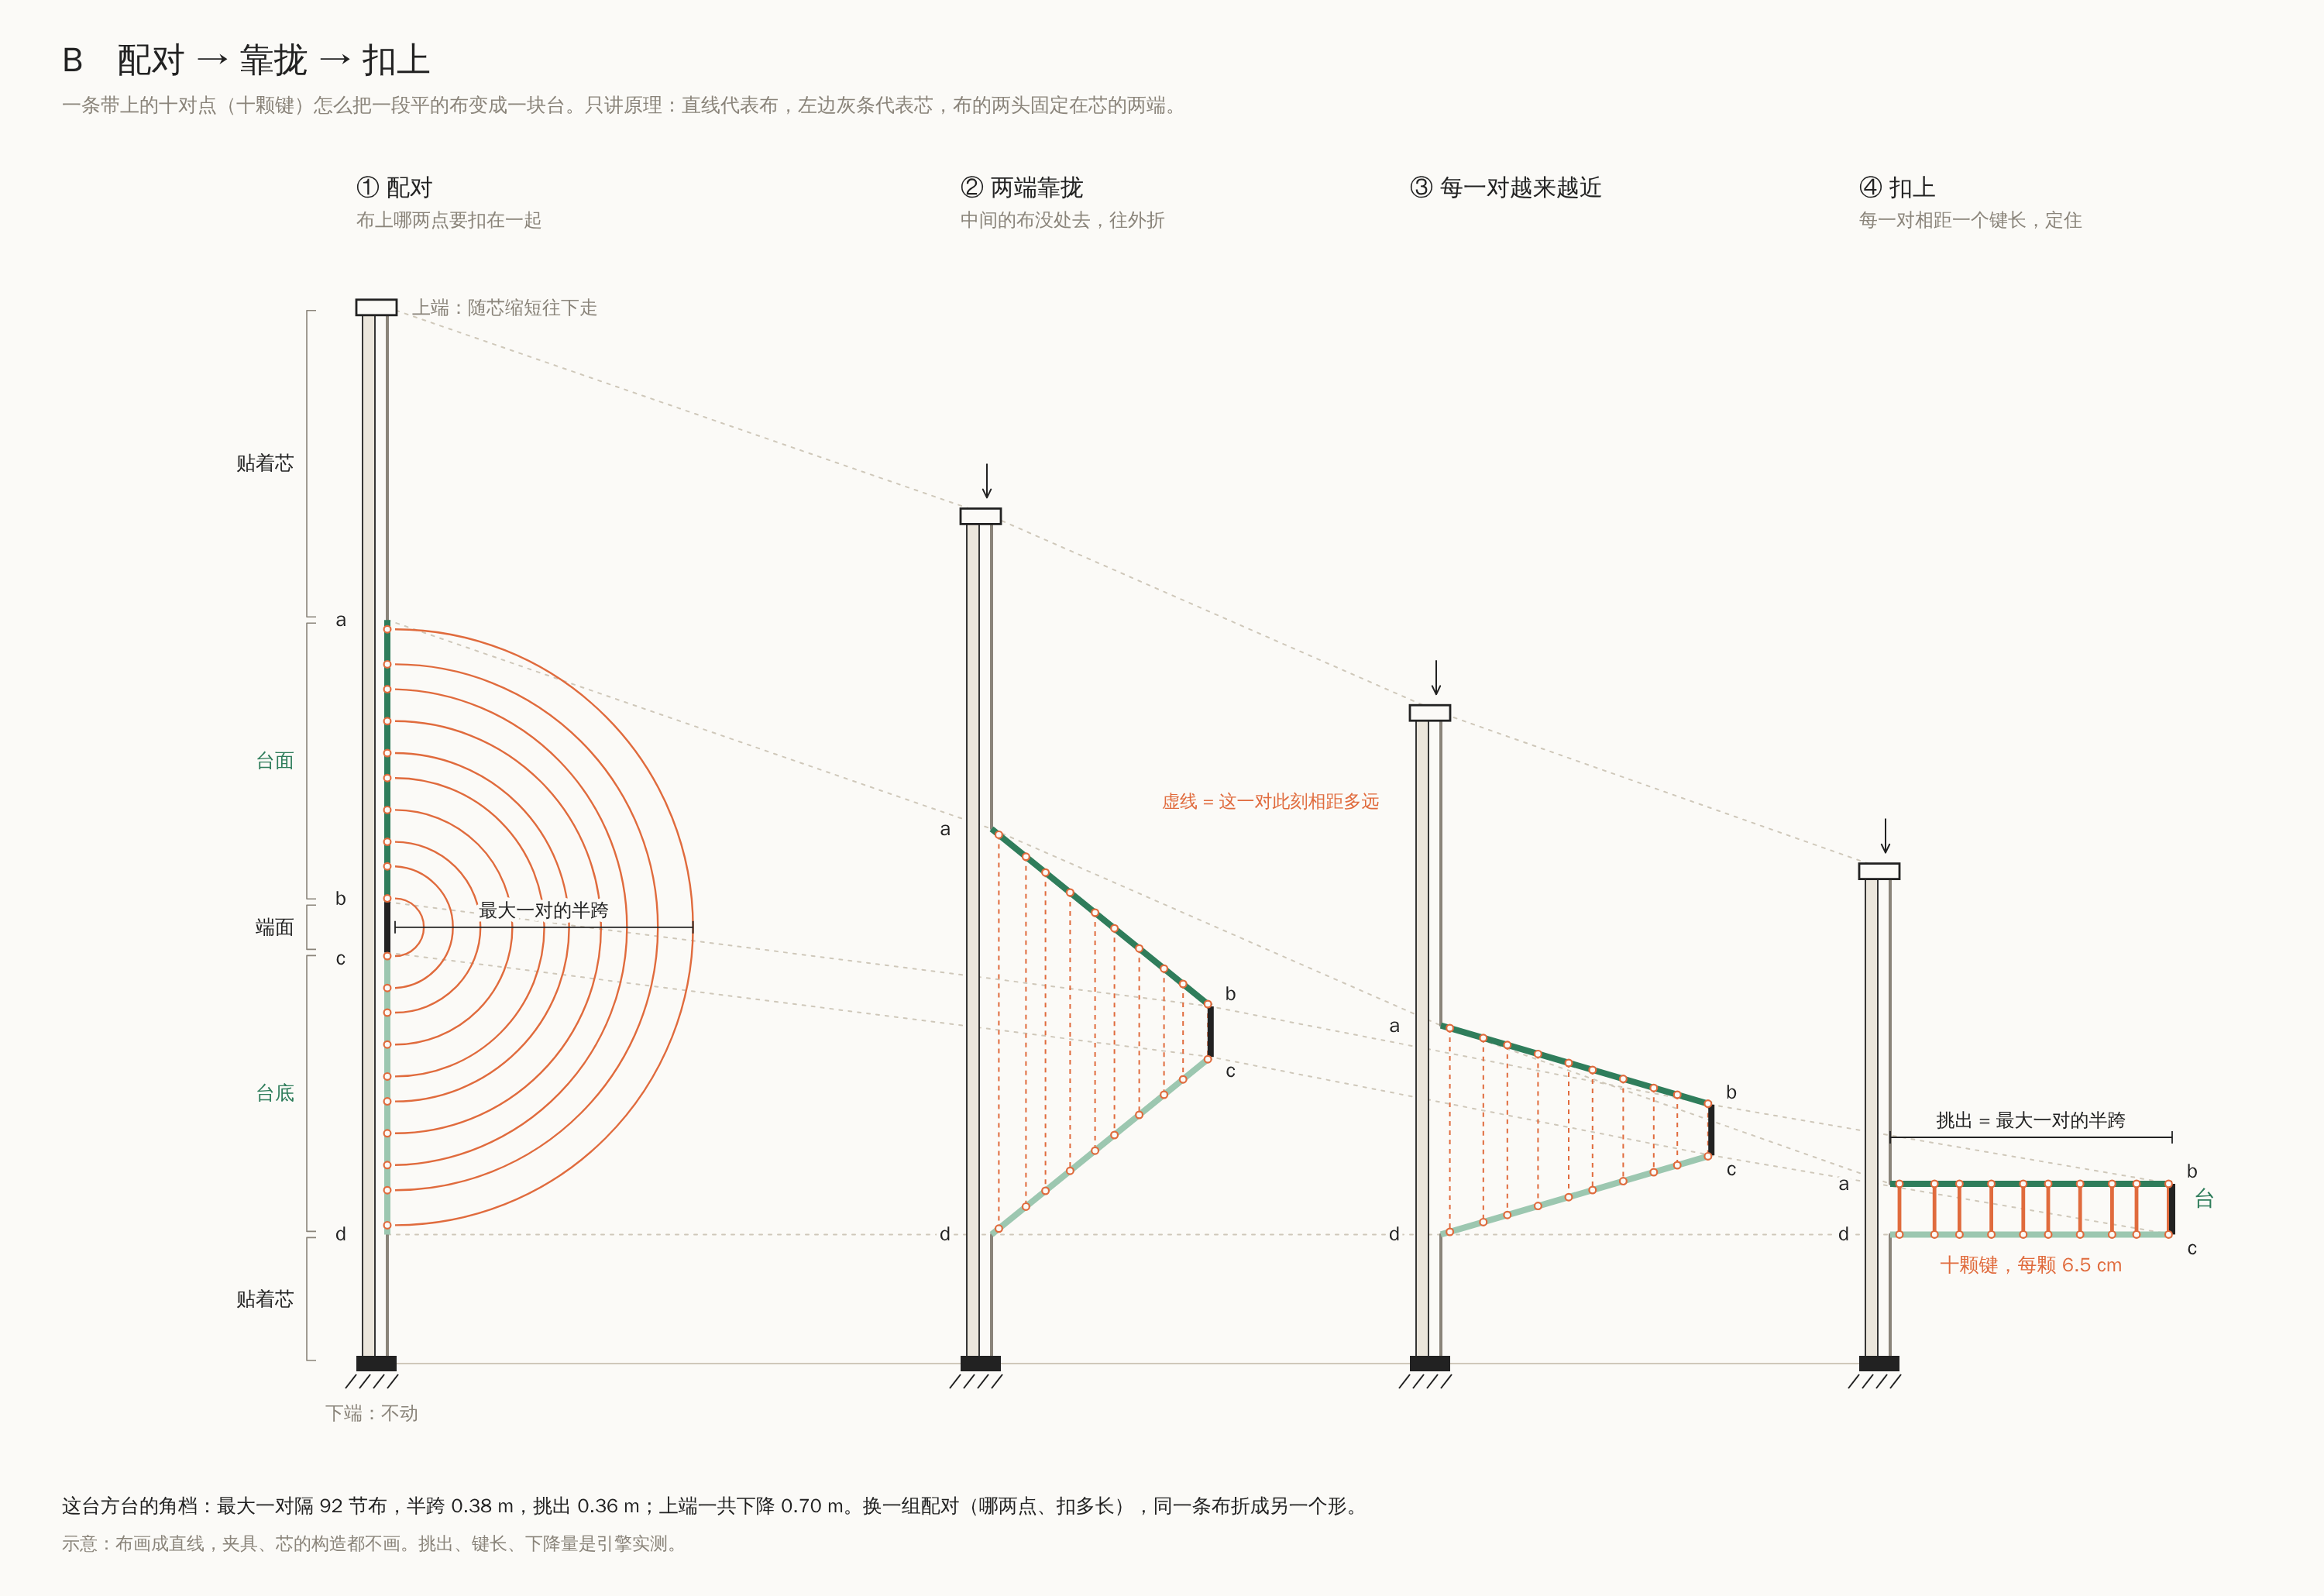 B 配对 → 靠拢 → 扣上
一条带上的十对点（十颗键）怎么把一段平的布变成一块台。只讲原理：直线代表布，左边灰条代表芯，布的两头固定在芯的两端。
① 配对
布上哪两点要扣在一起
② 两端靠拢
中间的布没处去，往外折
③ 每一对越来越近
④ 扣上
每一对相距一个键长，定住
上端：随芯缩短往下走
贴着芯
a
台面
b
端面
c
台底
d
贴着芯
最大一对的半跨
下端：不动
a
b
c
d
虚线 = 这一对此刻相距多远
a
b
c
d
挑出 = 最大一对的半跨
a
b
台
d
c
十颗键，每颗 6.5 cm
这台方台的角档：最大一对隔 92 节布，半跨 0.38 m，挑出 0.36 m；上端一共下降 0.70 m。换一组配对（哪两点、扣多长），同一条布折成另一个形。
示意：布画成直线，夹具、芯的构造都不画。挑出、键长、下降量是引擎实测。